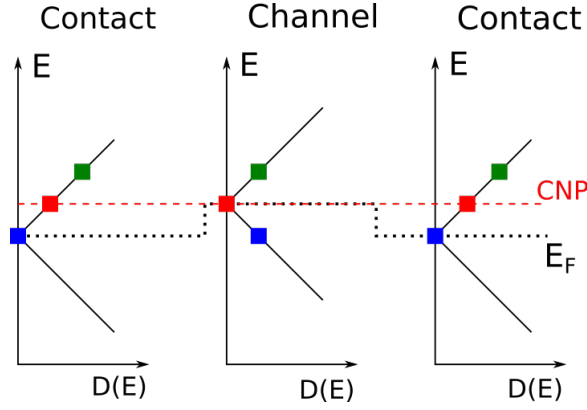 Contact
Channel
Contact
E
E
E
CNP
E_F
D(E)
D(E)
D(E)